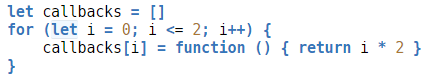 let callbacks = []
for (let i = 0; i <= 2; i++) {
    callbacks[i] = function () { return i * 2 }
}